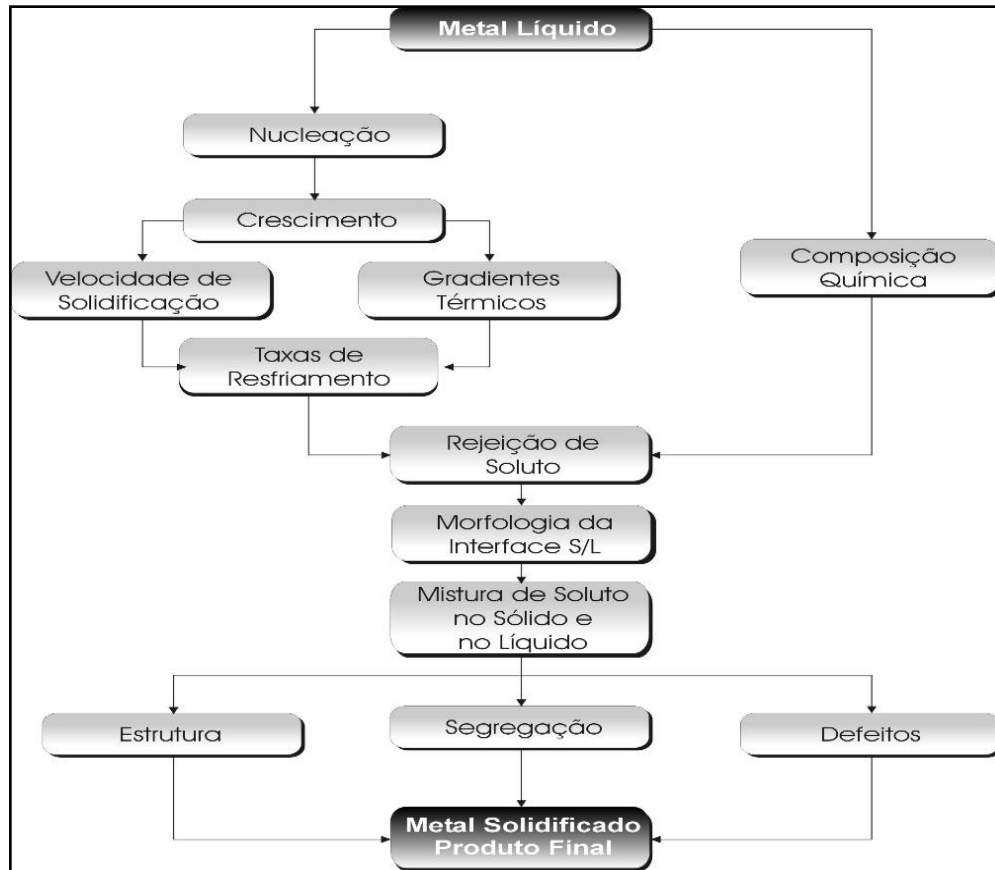 Metal Líquido
Nucleação
Crescimento
Velocidade de
Solidificação
Gradientes
Térmicos
Composição
Química
Taxas de
Resfriamento
Rejeição de
Soluto
Morfologia da
Interface S/L
Mistura de Soluto
no Sólido e
no Líquido
Estrutura
Segregação
Defeitos
Metal Solidificado
Produto Final